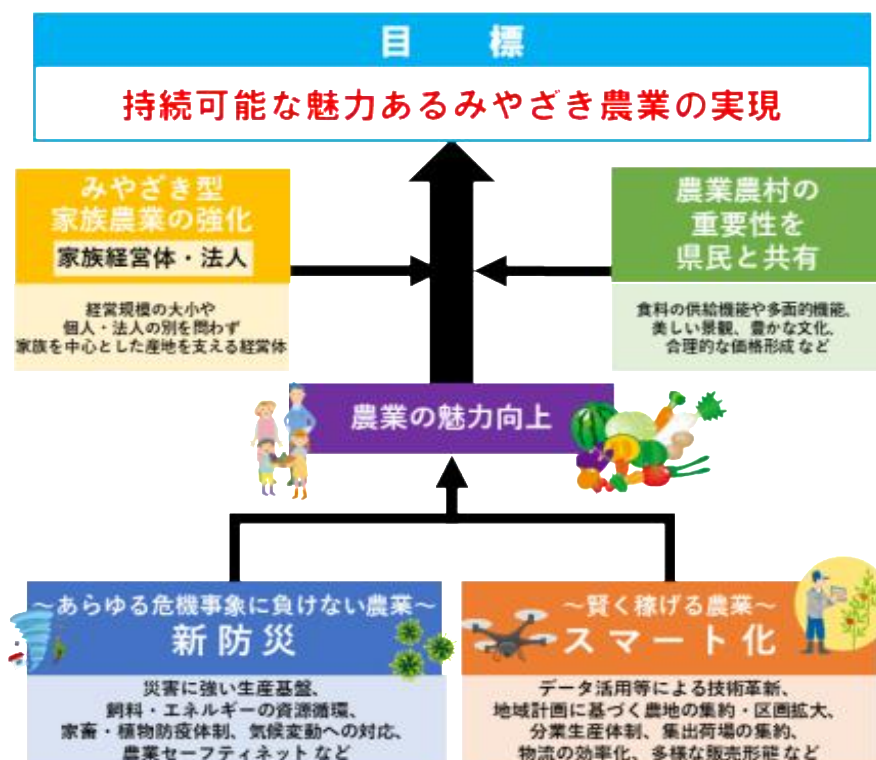 目 標
持続可能な魅力あるみやざき農業の実現
みやざき型
家族農業の強化
家族経営体・法人
経営規模の大小や
個人・法人の別を問わず
家族を中心とした産地を支える経営体
農業農村の
重要性を
県民と共有
食料の供給機能や多面的機能、
美しい景観、豊かな文化、
合理的な価格形成 など
農業の魅力向上
～あらゆる危機事象に負けない農業～
新防災
災害に強い生産基盤、
飼料・エネルギーの資源循環、
家畜・植物防疫体制、気候変動への対応、
農業セーフティネット など
～賢く稼げる農業～
スマート化
データ活用等による技術革新、
地域計画に基づく農地の集約・区画拡大、
分業生産体制、集出荷場の集約、
物流の効率化、多様な販売形態 など